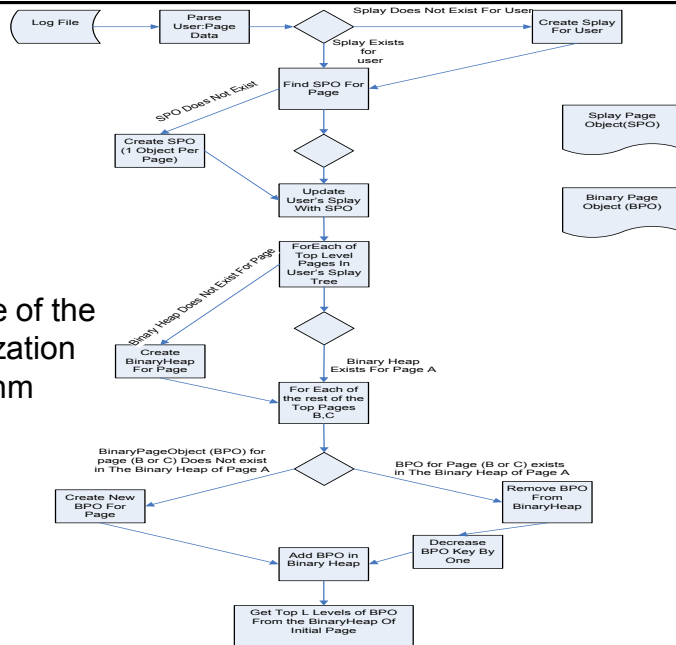 Log File
Parse
User:Page
Data
Splay Does Not Exist For User
Create Splay
For User
Splay Exists
for
user
Find SPO For
Page
SPO Does Not Exist
Create SPO
(1 Object Per
Page)
Splay Page
Object(SPO)
Update
User's Splay
With SPO
Binary Page
Object (BPO)
ForEach of
Top Level
Pages In
User's Splay
Tree
Binary Heap Does Not Exist For Page
e of the
zation
Create
BinaryHeap
For Page
Binary Heap
Exists For Page A
For Each of
the rest of the
Top Pages
B,C
BinaryPageObject (BPO) for
page (B or C) Does Not exist
in The Binary Heap of Page A
BPO for Page (B or C) exists
in The Binary Heap of Page A
Create New
BPO For
Page
Remove BPO
From
BinaryHeap
Decrease
BPO Key By
One
Add BPO in
Binary Heap
Get Top L Levels of BPO
From the BinaryHeap Of
Initial Page